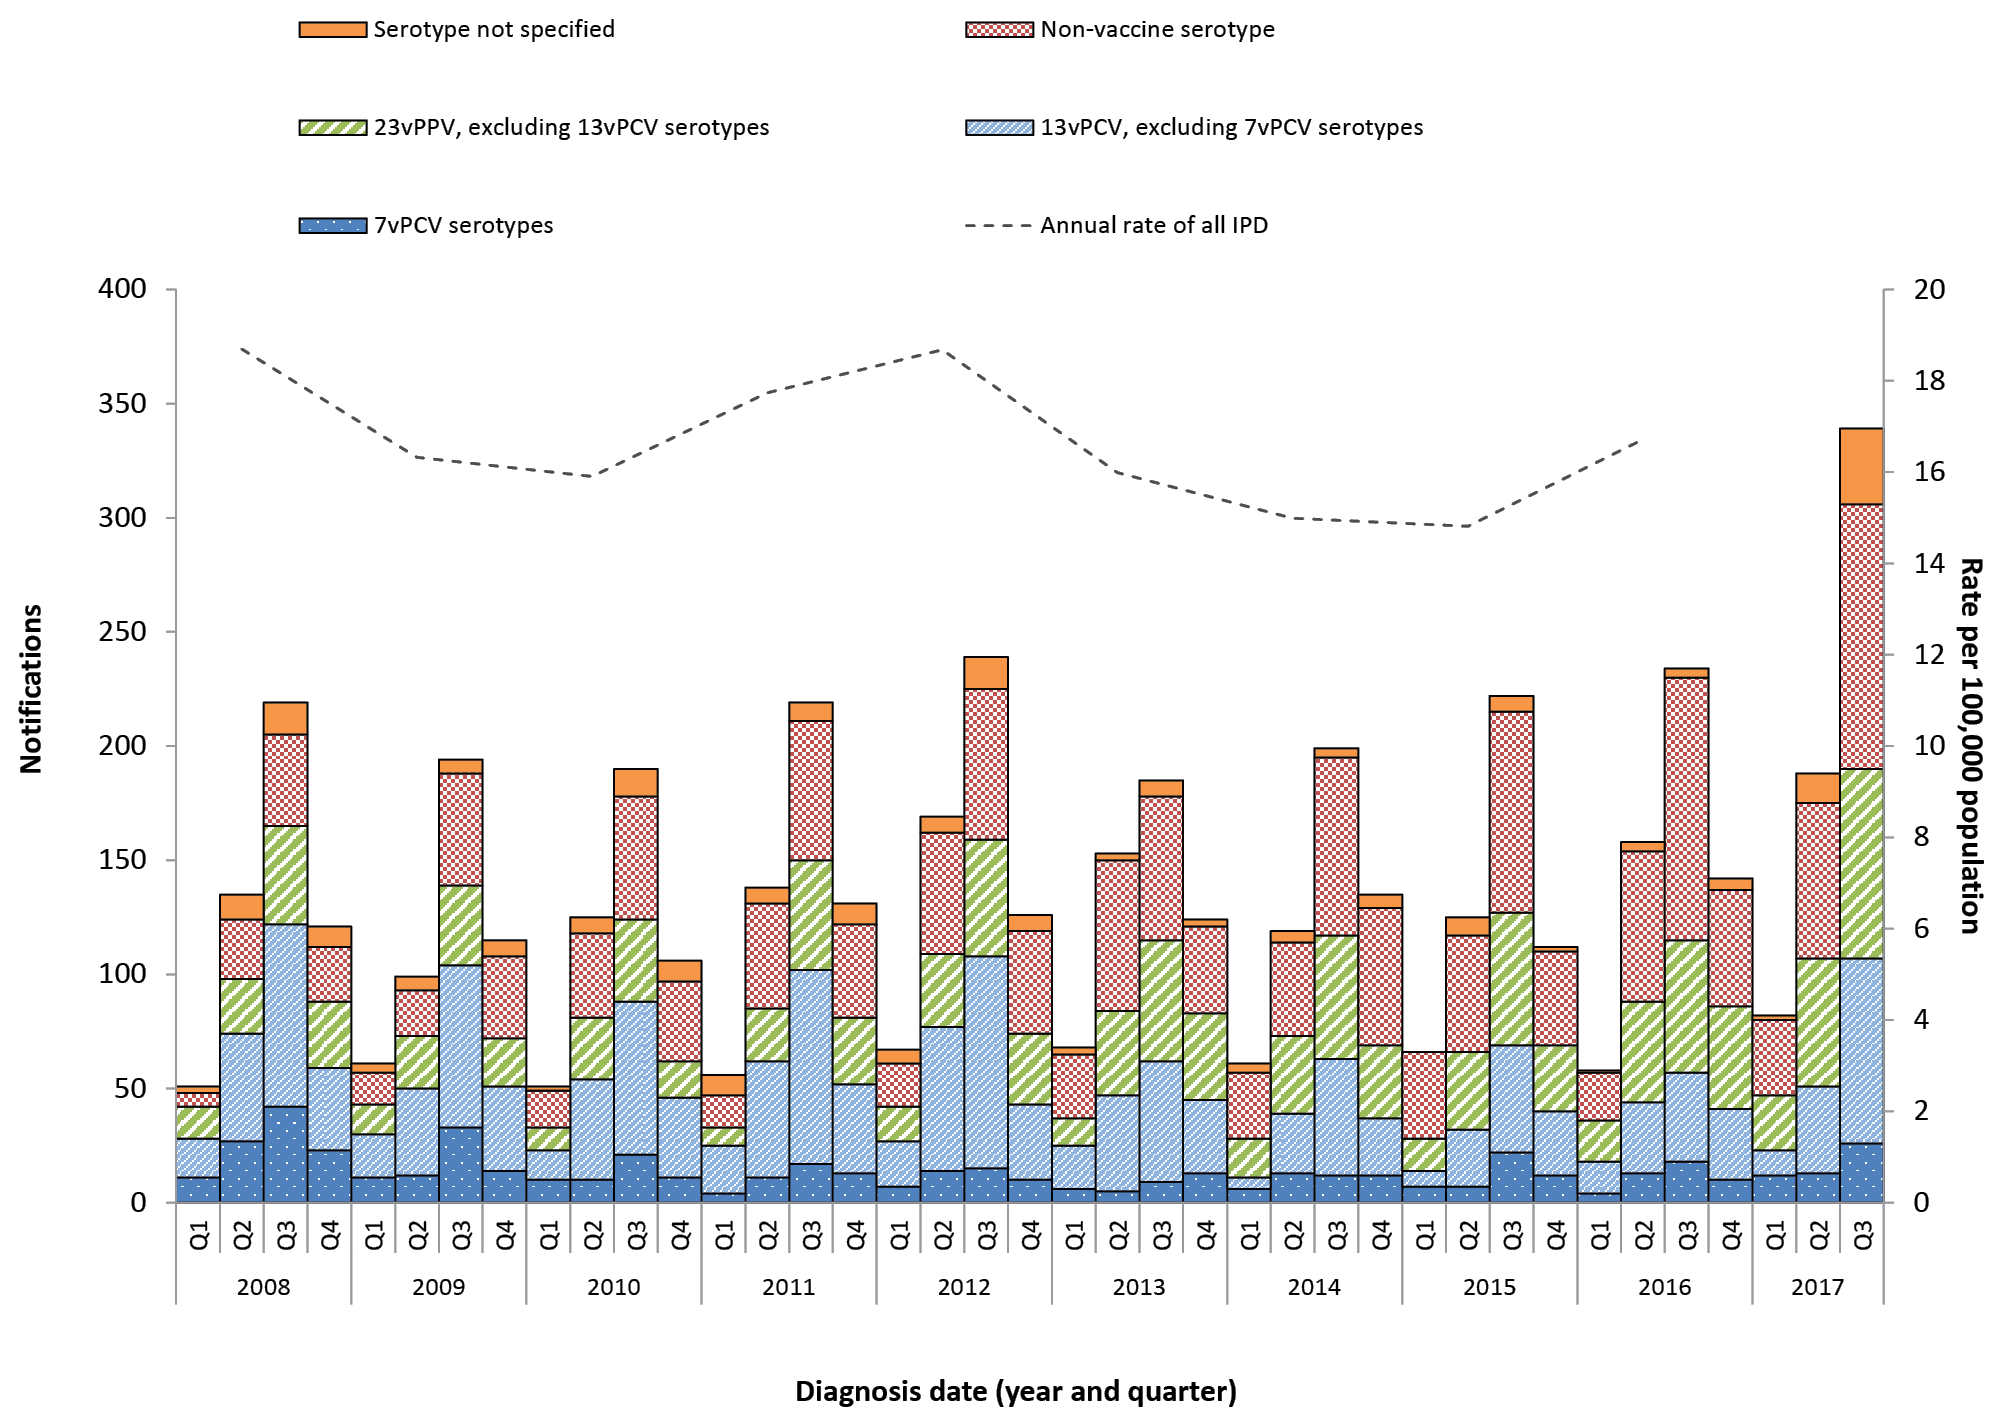 Serotype not specified
Non-vaccine serotype
23vPPV, excluding 13vPCV serotypes
13vPCV, excluding 7vPCV serotypes
7vPCV serotypes
Annual rate of all IPD
Notifications
400
350
300
250
200
150
100
50
0
20
18
16
14
12
10
8
6
4
2
0
Rate per 100,000 population
Q1 Q2 Q3 Q4 Q1 Q2 Q3 Q4 Q1 Q2 Q3 Q4 Q1 Q2 Q3 Q4 Q1 Q2 Q3 Q4 Q1 Q2 Q3 Q4 Q1 Q2 Q3 Q4 Q1 Q2 Q3 Q4 Q1 Q2 Q3 Q4 Q1 Q2 Q3
2008 2009 2010 2011 2012 2013 2014 2015 2016 2017
Diagnosis date (year and quarter)